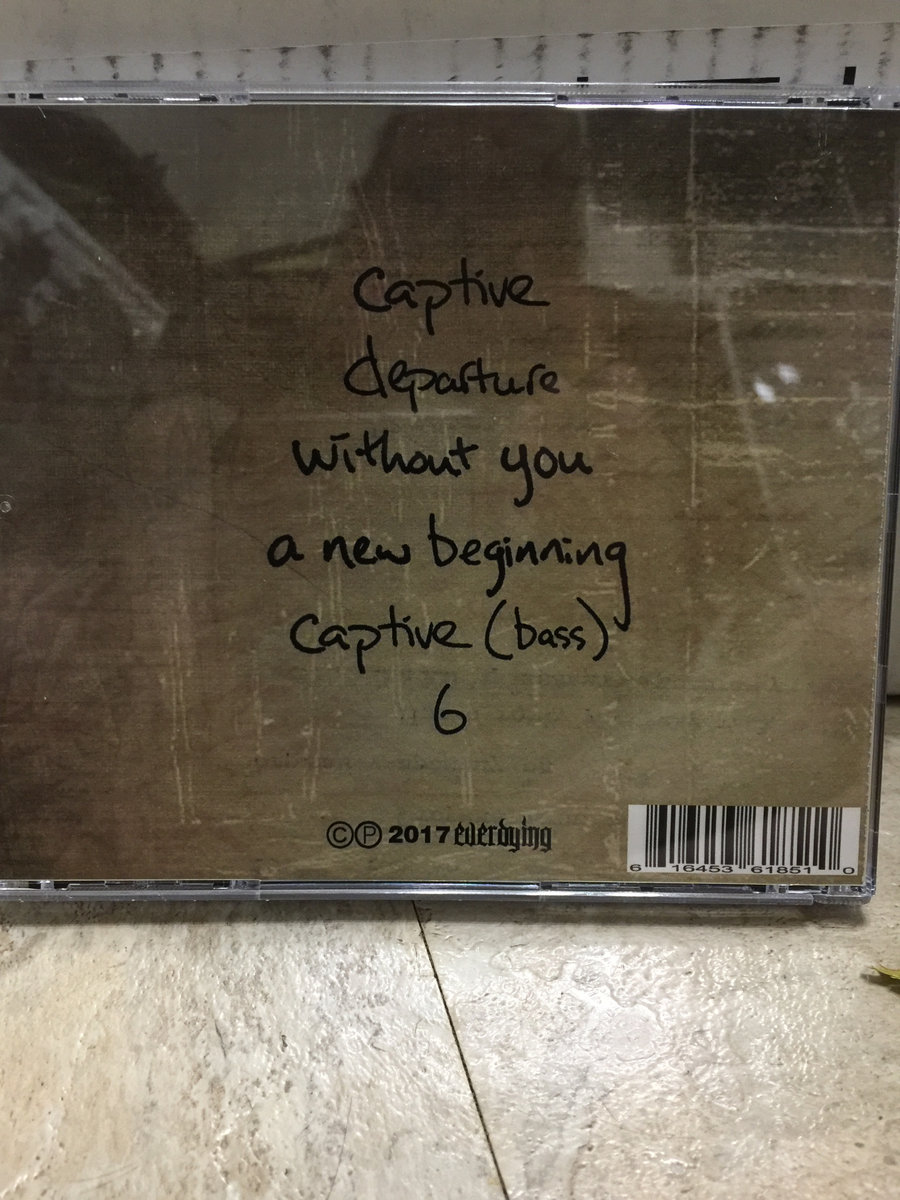 Captive
departure
without you
a new beginning
Captive (bass)
6
©℗ 2017 everdying
6 16453 61851 0